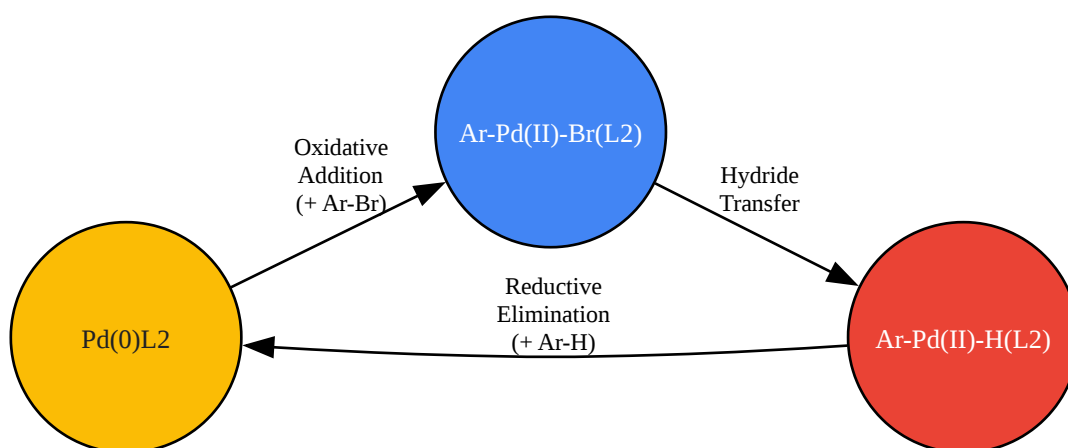 Ar-Pd(II)-Br(L2)
Oxidative
Addition
(+ Ar-Br)
Hydride
Transfer
Reductive
Elimination
(+ Ar-H)
Pd(0)L2
Ar-Pd(II)-H(L2)